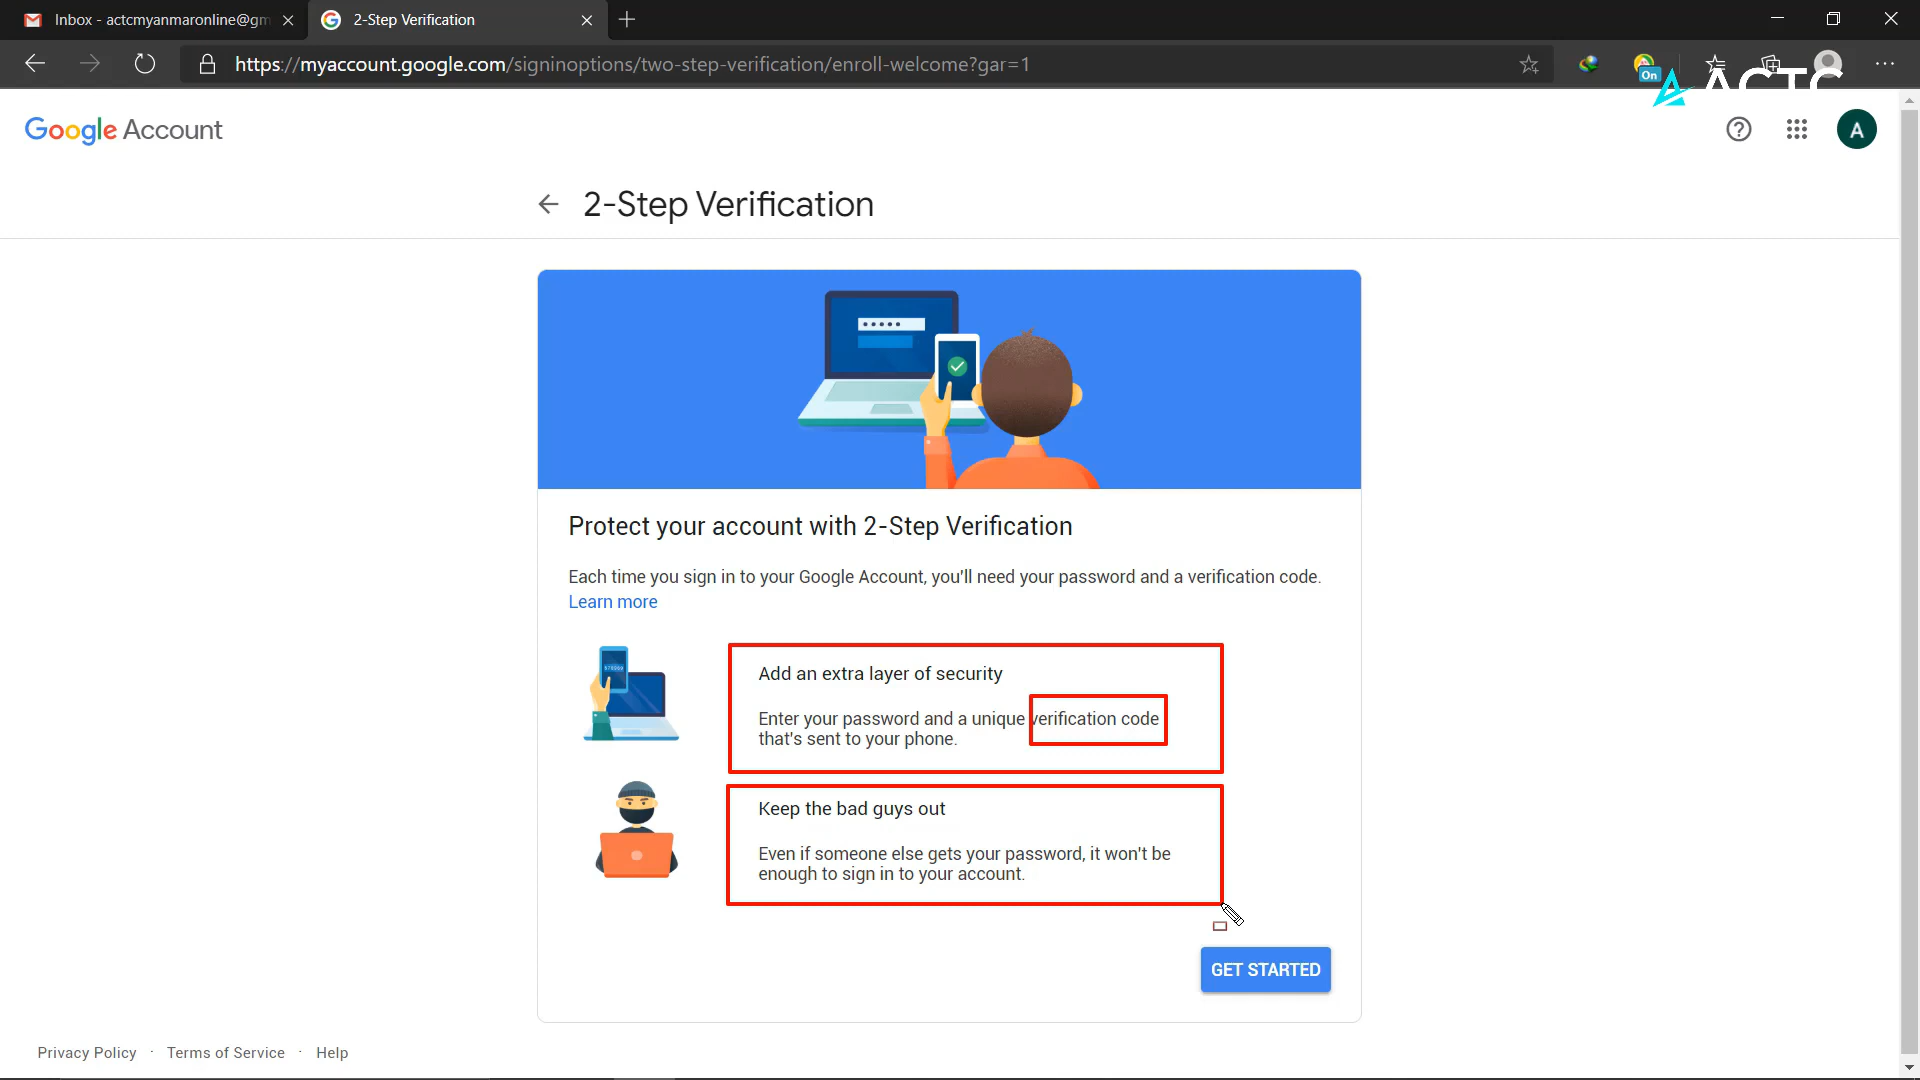 Inbox - actcmyanmaronline@gm
2-Step Verification
https://myaccount.google.com/signinoptions/two-step-verification/enroll-welcome?gar=1
On
ACTC
Google Account
A
2-Step Verification
Protect your account with 2-Step Verification
Each time you sign in to your Google Account, you'll need your password and a verification code.
Learn more
Add an extra layer of security
Enter your password and a unique verification code
that's sent to your phone.
Keep the bad guys out
Even if someone else gets your password, it won't be
enough to sign in to your account.
GET STARTED
Privacy Policy · Terms of Service · Help